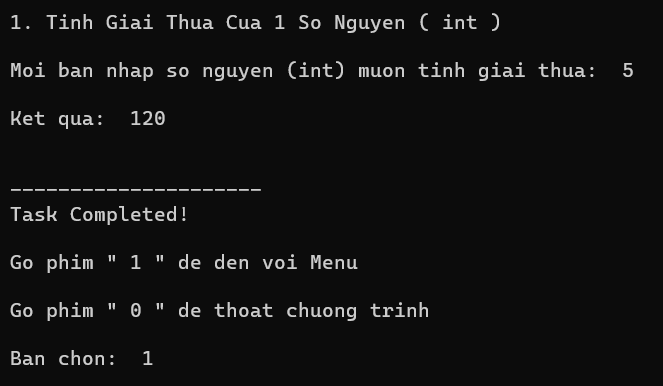 1. Tinh Giai Thua Cua 1 So Nguyen ( int )
Moi ban nhap so nguyen (int) muon tinh giai thua:  5
Ket qua:  120
_____________________
Task Completed!
Go phim " 1 " de den voi Menu
Go phim " 0 " de thoat chuong trinh
Ban chon:  1